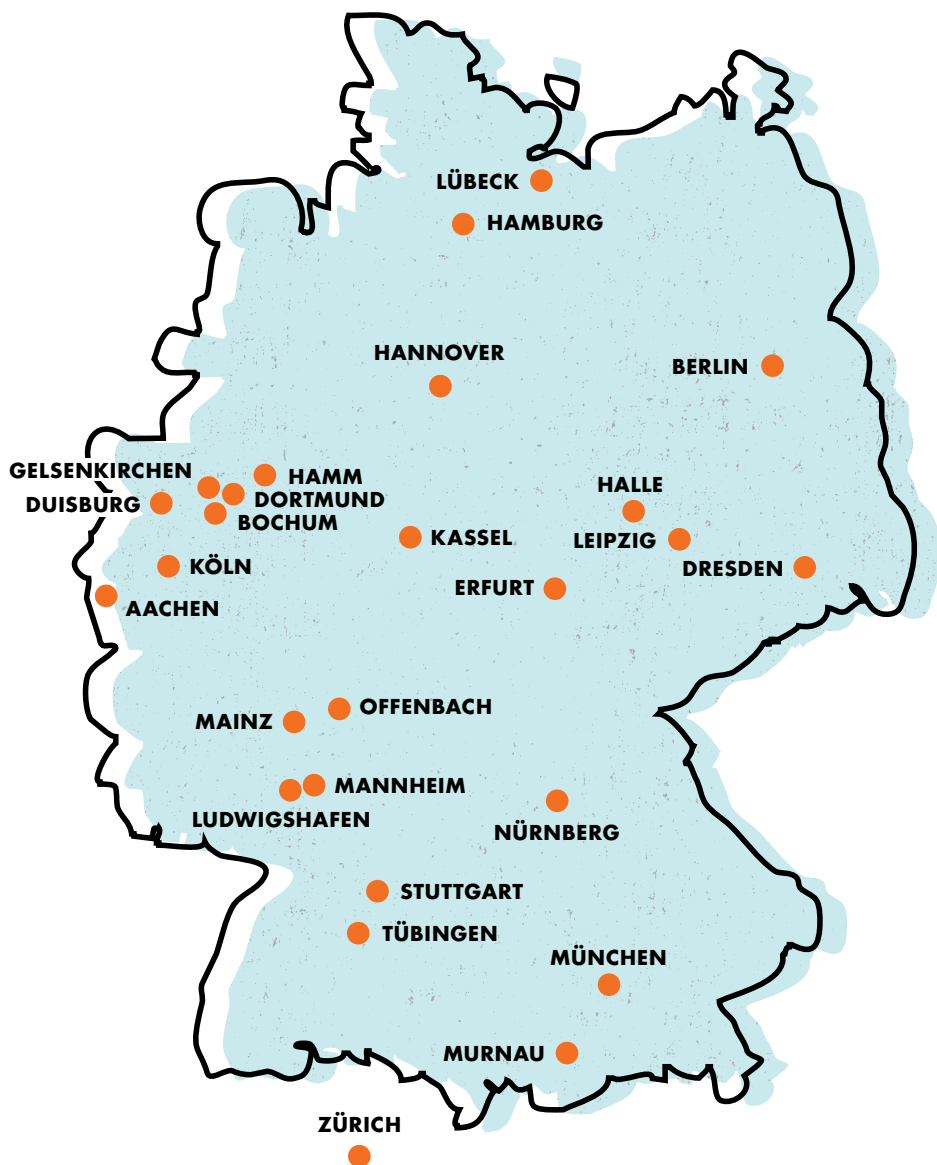 LÜBECK
HAMBURG
HANNOVER
BERLIN
GELSENKIRCHEN
HAMM
DUISBURG
DORTMUND
BOCHUM
HALLE
KASSEL
LEIPZIG
KÖLN
DRESDEN
ERFURT
AACHEN
OFFENBACH
MAINZ
MANNHEIM
LUDWIGSHAFEN
NÜRNBERG
STUTTGART
TÜBINGEN
MÜNCHEN
MURNAU
ZÜRICH